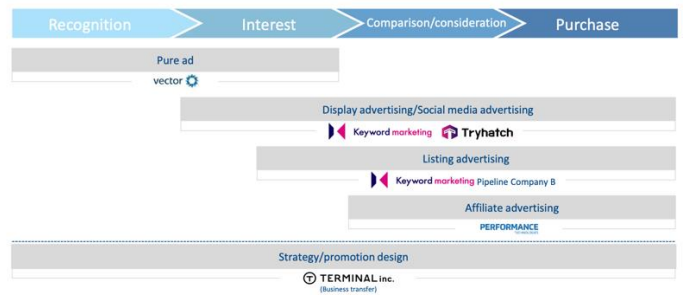 Recognition
Interest
Comparison/consideration
Purchase
Pure ad
vector
Display advertising/Social media advertising
Keyword marketing Tryhatch
Listing advertising
Keyword marketing Pipeline Company B
Affiliate advertising
PERFORMANCE
TECHNOLOGIES
Strategy/promotion design
TERMINAL inc.
(Business transfer)